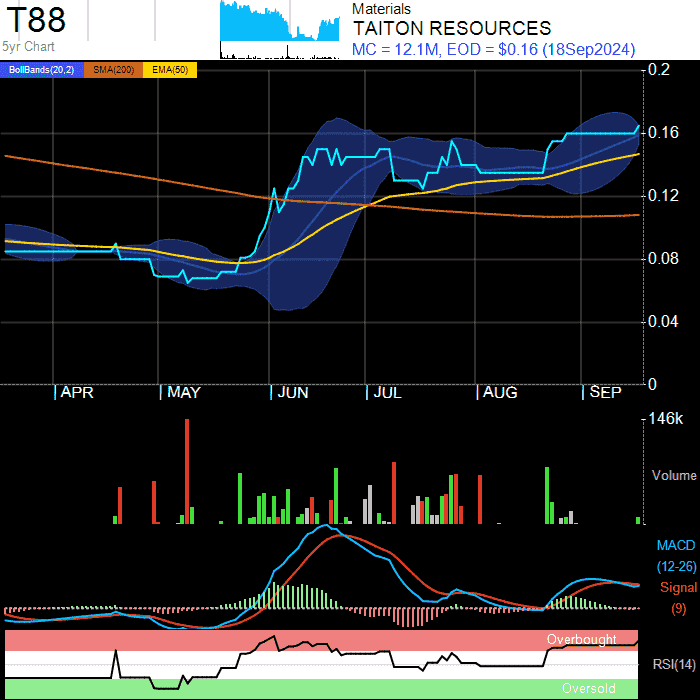 T88
5yr Chart
Materials
TAITON RESOURCES
MC = 12.1M, EOD = $0.16 (18Sep2024)
BollBands(20,2) SMA(200) EMA(50)
0.2
0.16
0.12
0.08
0.04
0
APR MAY JUN JUL AUG SEP
146k
Volume
MACD
(12-26)
Signal
(9)
Overbought
RSI(14)
Oversold